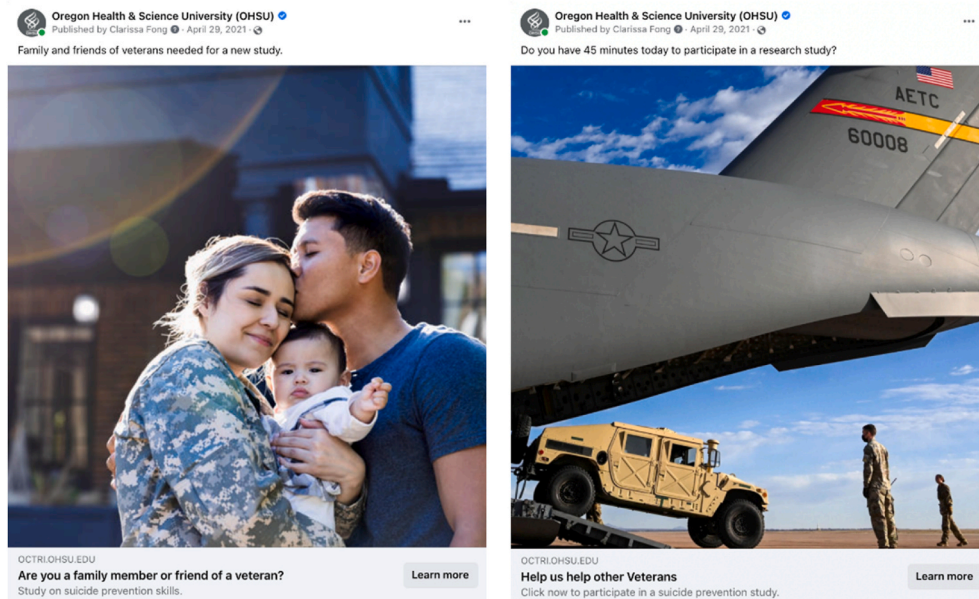 Oregon Health & Science University (OHSU)
Published by Clarissa Fong · April 29, 2021 ·
Family and friends of veterans needed for a new study.
OCTRI.OHSU.EDU
Are you a family member or friend of a veteran?
Study on suicide prevention skills.
Learn more
Oregon Health & Science University (OHSU)
Published by Clarissa Fong · April 29, 2021 ·
Do you have 45 minutes today to participate in a research study?
AETC
60008
OCTRI.OHSU.EDU
Help us help other Veterans
Click now to participate in a suicide prevention study.
Learn more